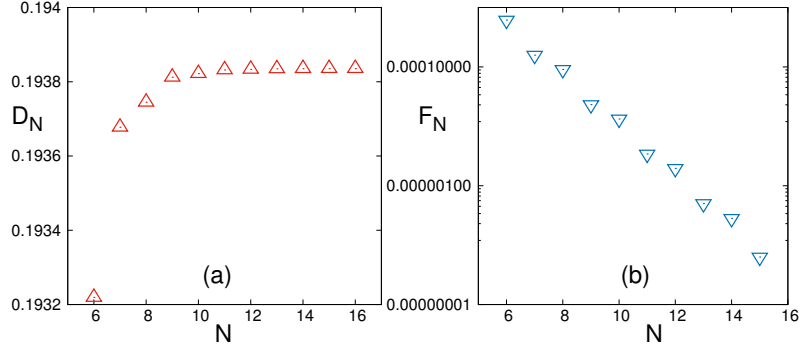 0.194
0.1938
0.1936
0.1934
0.1932
D_N
6 8 10 12 14 16
N
(a)
0.00010000
0.00000100
0.00000001
F_N
6 8 10 12 14 16
N
(b)